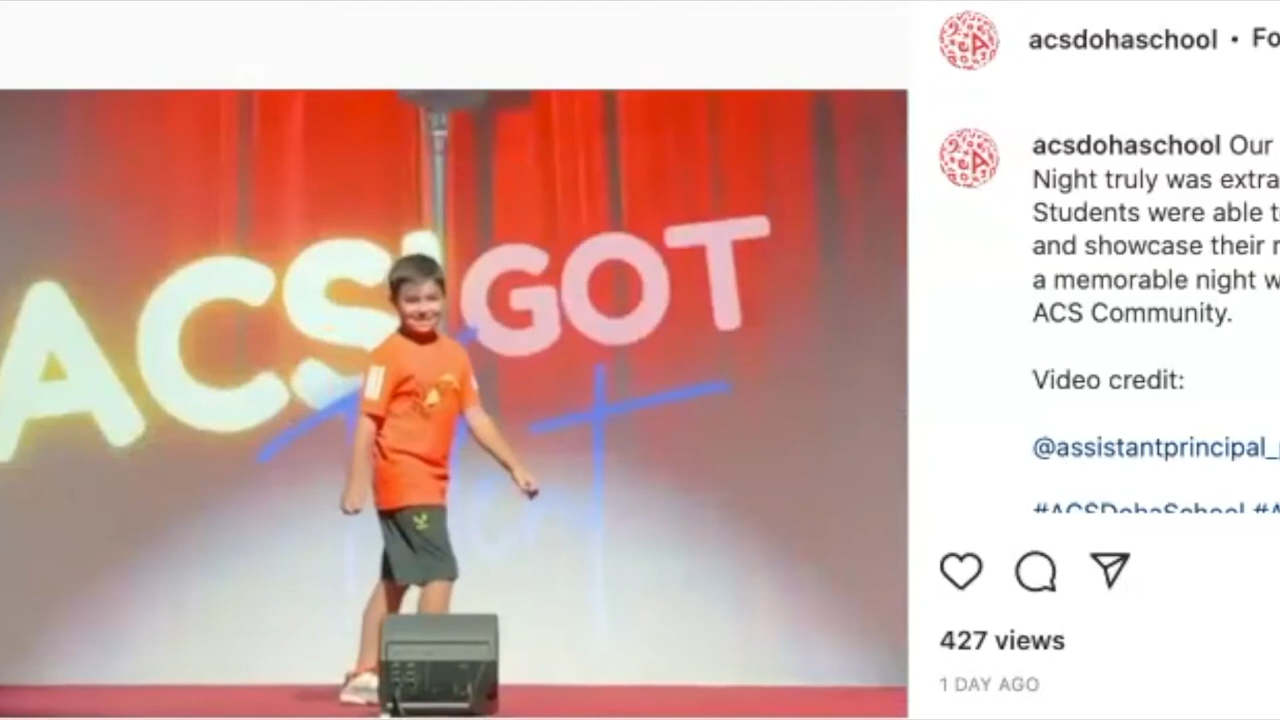 acsdohaschool • Fo
acsdohaschool Our
Night truly was extra
Students were able t
and showcase their r
a memorable night w
ACS Community.
Video credit:
@assistantprincipal_
#ACSDohaSchool #A
427 views
1 DAY AGO
ACS GOT